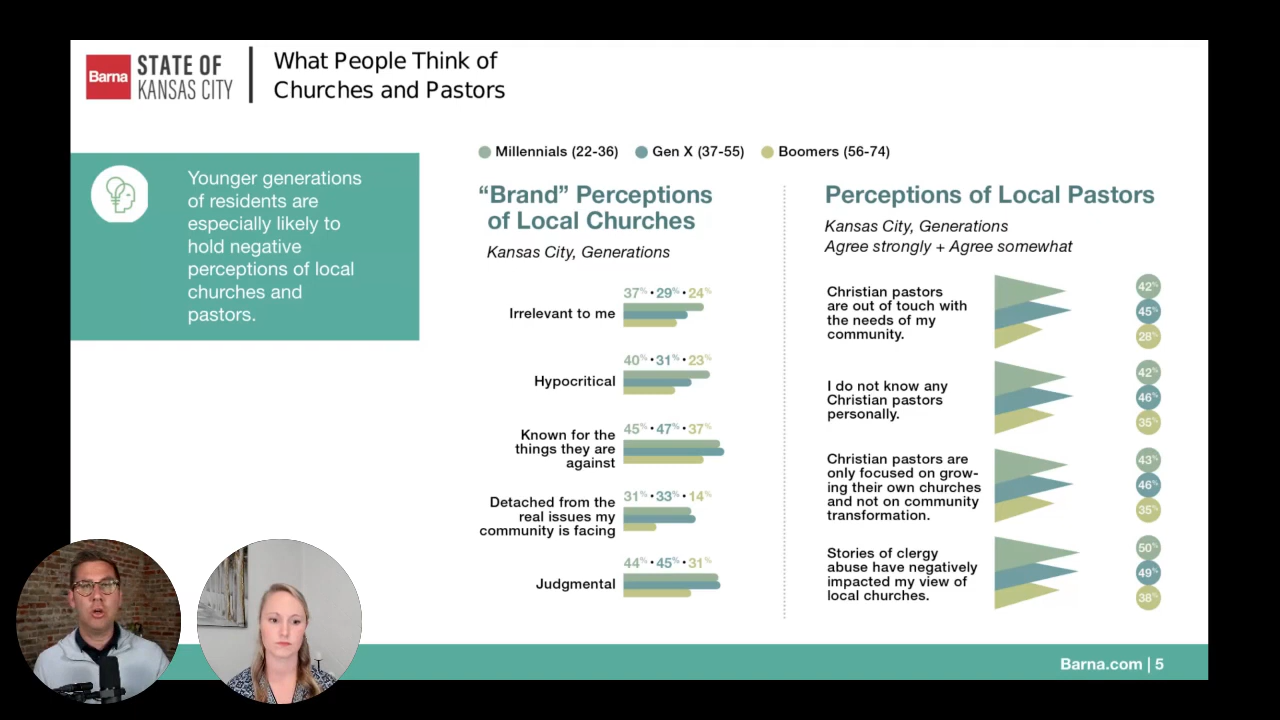 Barna
STATE OF
KANSAS CITY
What People Think of
Churches and Pastors
Younger generations
of residents are
especially likely to
hold negative
perceptions of local
churches and
pastors.
Millennials (22-36) Gen X (37-55) Boomers (56-74)
“Brand” Perceptions
of Local Churches
Kansas City, Generations
37% • 29% • 24%
Irrelevant to me
40% • 31% • 23%
Hypocritical
45% • 47% • 37%
Known for the
things they are
against
31% • 33% • 14%
Detached from the
real issues my
community is facing
44% • 45% • 31%
Judgmental
Perceptions of Local Pastors
Kansas City, Generations
Agree strongly + Agree somewhat
Christian pastors
are out of touch with
the needs of my
community.
42%
45%
28%
I do not know any
Christian pastors
personally.
42%
46%
35%
Christian pastors are
only focused on grow-
ing their own churches
and not on community
transformation.
43%
46%
35%
Stories of clergy
abuse have negatively
impacted my view of
local churches.
50%
49%
38%
Barna.com | 5